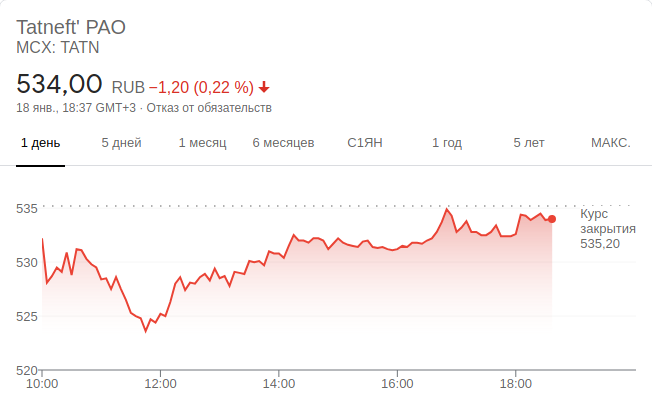 Tatneft' PAO
MCX: TATN
534,00 RUB −1,20 (0,22 %)
18 янв., 18:37 GMT+3 · Отказ от обязательств
1 день 5 дней 1 месяц 6 месяцев С1ЯН 1 год 5 лет МАКС.
535
Курс
закрытия
535,20
530
525
520
10:00 12:00 14:00 16:00 18:00